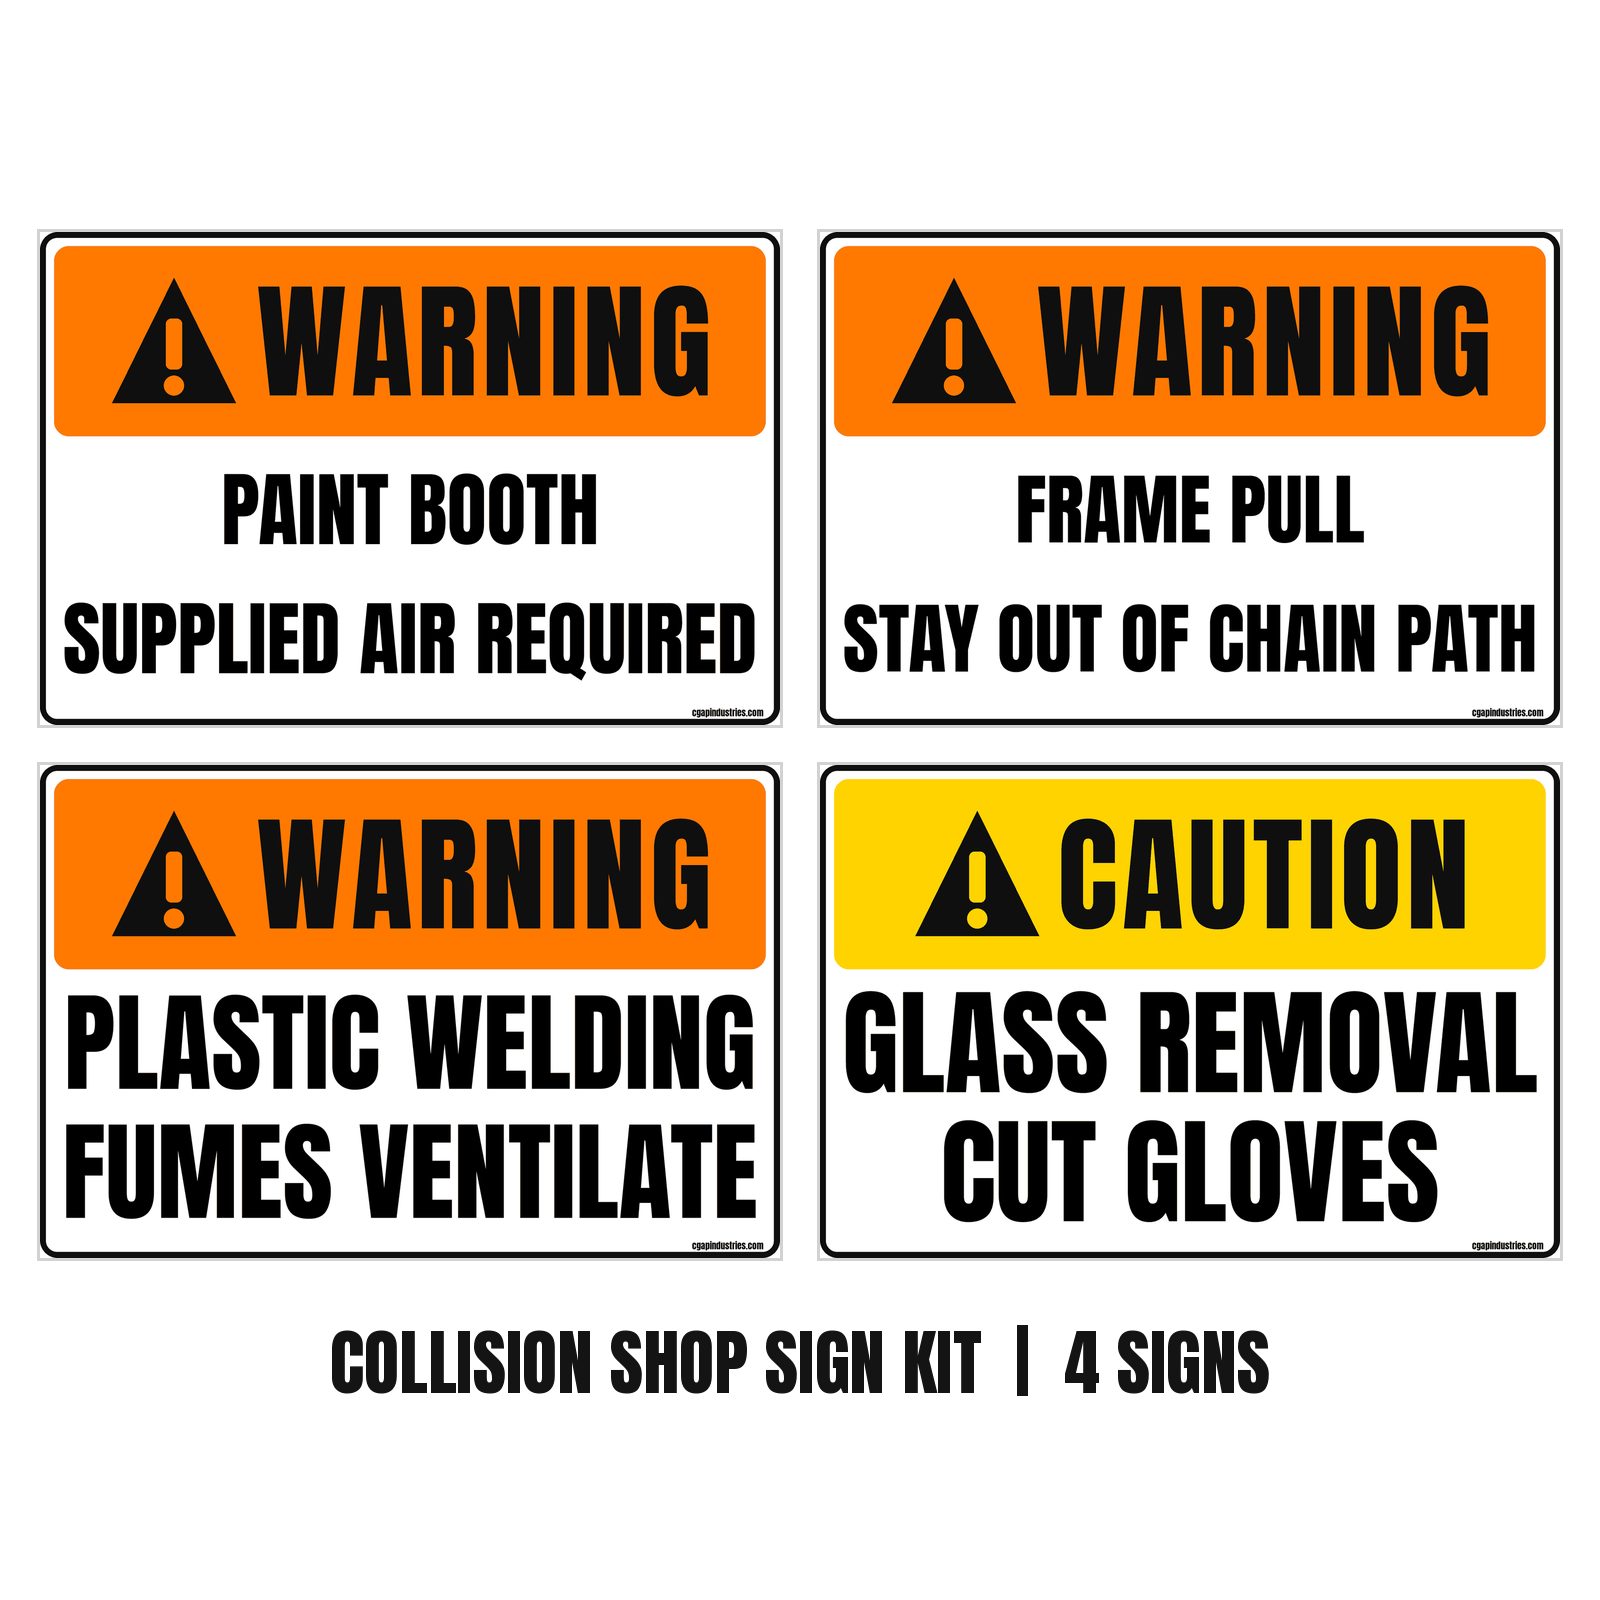 WARNING
PAINT BOOTH
SUPPLIED AIR REQUIRED
cgapindustries.com
WARNING
FRAME PULL
STAY OUT OF CHAIN PATH
cgapindustries.com
WARNING
PLASTIC WELDING
FUMES VENTILATE
cgapindustries.com
CAUTION
GLASS REMOVAL
CUT GLOVES
cgapindustries.com
COLLISION SHOP SIGN KIT | 4 SIGNS